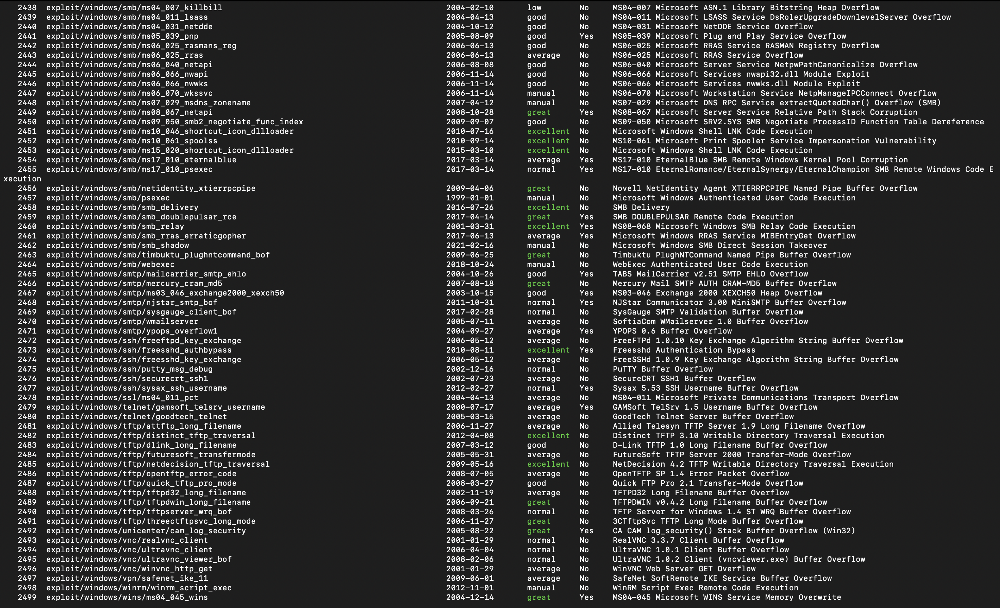 2438  exploit/windows/smb/ms04_007_killbill  2004-02-10  low  No  MS04-007 Microsoft ASN.1 Library Bitstring Heap Overflow
2439  exploit/windows/smb/ms04_011_lsass  2004-04-13  good  No  MS04-011 Microsoft LSASS Service DsRolerUpgradeDownlevelServer Overflow
2440  exploit/windows/smb/ms04_031_netdde  2004-10-12  good  No  MS04-031 Microsoft NetDDE Service Overflow
2441  exploit/windows/smb/ms05_039_pnp  2005-08-09  good  Yes  MS05-039 Microsoft Plug and Play Service Overflow
2442  exploit/windows/smb/ms06_025_rasmans_reg  2006-06-13  good  No  MS06-025 Microsoft RRAS Service RASMAN Registry Overflow
2443  exploit/windows/smb/ms06_025_rras  2006-06-13  average  No  MS06-025 Microsoft RRAS Service Overflow
2444  exploit/windows/smb/ms06_040_netapi  2006-08-08  good  No  MS06-040 Microsoft Server Service NetpwPathCanonicalize Overflow
2445  exploit/windows/smb/ms06_066_nwapi  2006-11-14  good  No  MS06-066 Microsoft Services nwapi32.dll Module Exploit
2446  exploit/windows/smb/ms06_066_nwwks  2006-11-14  good  No  MS06-066 Microsoft Services nwwks.dll Module Exploit
2447  exploit/windows/smb/ms06_070_wkssvc  2006-11-14  manual  No  MS06-070 Microsoft Workstation Service NetpManageIPCConnect Overflow
2448  exploit/windows/smb/ms07_029_msdns_zonename  2007-04-12  manual  No  MS07-029 Microsoft DNS RPC Service extractQuotedChar() Overflow (SMB)
2449  exploit/windows/smb/ms08_067_netapi  2008-10-28  great  Yes  MS08-067 Microsoft Server Service Relative Path Stack Corruption
2450  exploit/windows/smb/ms09_050_smb2_negotiate_func_index  2009-09-07  good  No  MS09-050 Microsoft SRV2.SYS SMB Negotiate ProcessID Function Table Dereference
2451  exploit/windows/smb/ms10_046_shortcut_icon_dllloader  2010-07-16  excellent  No  Microsoft Windows Shell LNK Code Execution
2452  exploit/windows/smb/ms10_061_spoolss  2010-09-14  excellent  No  MS10-061 Microsoft Print Spooler Service Impersonation Vulnerability
2453  exploit/windows/smb/ms15_020_shortcut_icon_dllloader  2015-03-10  excellent  No  Microsoft Windows Shell LNK Code Execution
2454  exploit/windows/smb/ms17_010_eternalblue  2017-03-14  average  Yes  MS17-010 EternalBlue SMB Remote Windows Kernel Pool Corruption
2455  exploit/windows/smb/ms17_010_psexec  2017-03-14  normal  Yes  MS17-010 EternalRomance/EternalSynergy/EternalChampion SMB Remote Windows Code E
xecution
2456  exploit/windows/smb/netidentity_xtierrpcpipe  2009-04-06  great  No  Novell NetIdentity Agent XTIERRPCPIPE Named Pipe Buffer Overflow
2457  exploit/windows/smb/psexec  1999-01-01  manual  No  Microsoft Windows Authenticated User Code Execution
2458  exploit/windows/smb/smb_delivery  2016-07-26  excellent  No  SMB Delivery
2459  exploit/windows/smb/smb_doublepulsar_rce  2017-04-14  great  Yes  SMB DOUBLEPULSAR Remote Code Execution
2460  exploit/windows/smb/smb_relay  2001-03-31  excellent  Yes  MS08-068 Microsoft Windows SMB Relay Code Execution
2461  exploit/windows/smb/smb_rras_erraticgopher  2017-06-13  average  Yes  Microsoft Windows RRAS Service MIBEntryGet Overflow
2462  exploit/windows/smb/smb_shadow  2021-02-16  manual  No  Microsoft Windows SMB Direct Session Takeover
2463  exploit/windows/smb/timbuktu_plughntcommand_bof  2009-06-25  great  No  Timbuktu PlughNTCommand Named Pipe Buffer Overflow
2464  exploit/windows/smb/webexec  2018-10-24  manual  No  WebExec Authenticated User Code Execution
2465  exploit/windows/smtp/mailcarrier_smtp_ehlo  2004-10-26  good  Yes  TABS MailCarrier v2.51 SMTP EHLO Overflow
2466  exploit/windows/smtp/mercury_cram_md5  2007-08-18  great  No  Mercury Mail SMTP AUTH CRAM-MD5 Buffer Overflow
2467  exploit/windows/smtp/ms03_046_exchange2000_xexch50  2003-10-15  good  Yes  MS03-046 Exchange 2000 XEXCH50 Heap Overflow
2468  exploit/windows/smtp/njstar_smtp_bof  2011-10-31  normal  Yes  NJStar Communicator 3.00 MiniSMTP Buffer Overflow
2469  exploit/windows/smtp/sysgauge_client_bof  2017-02-28  normal  No  SysGauge SMTP Validation Buffer Overflow
2470  exploit/windows/smtp/wmailserver  2005-07-11  average  No  SoftiaCom WMailserver 1.0 Buffer Overflow
2471  exploit/windows/smtp/ypops_overflow1  2004-09-27  average  Yes  YPOPS 0.6 Buffer Overflow
2472  exploit/windows/ssh/freeftpd_key_exchange  2006-05-12  average  No  FreeFTPd 1.0.10 Key Exchange Algorithm String Buffer Overflow
2473  exploit/windows/ssh/freesshd_authbypass  2010-08-11  excellent  Yes  Freesshd Authentication Bypass
2474  exploit/windows/ssh/freesshd_key_exchange  2006-05-12  average  No  FreeSSHd 1.0.9 Key Exchange Algorithm String Buffer Overflow
2475  exploit/windows/ssh/putty_msg_debug  2002-12-16  normal  No  PuTTY Buffer Overflow
2476  exploit/windows/ssh/securecrt_ssh1  2002-07-23  average  No  SecureCRT SSH1 Buffer Overflow
2477  exploit/windows/ssh/sysax_ssh_username  2012-02-27  normal  Yes  Sysax 5.53 SSH Username Buffer Overflow
2478  exploit/windows/ssl/ms04_011_pct  2004-04-13  average  No  MS04-011 Microsoft Private Communications Transport Overflow
2479  exploit/windows/telnet/gamsoft_telsrv_username  2000-07-17  average  Yes  GAMSoft TelSrv 1.5 Username Buffer Overflow
2480  exploit/windows/telnet/goodtech_telnet  2005-03-15  average  No  GoodTech Telnet Server Buffer Overflow
2481  exploit/windows/tftp/attftp_long_filename  2006-11-27  average  No  Allied Telesyn TFTP Server 1.9 Long Filename Overflow
2482  exploit/windows/tftp/distinct_tftp_traversal  2012-04-08  excellent  No  Distinct TFTP 3.10 Writable Directory Traversal Execution
2483  exploit/windows/tftp/dlink_long_filename  2007-03-12  good  No  D-Link TFTP 1.0 Long Filename Buffer Overflow
2484  exploit/windows/tftp/futuresoft_transfermode  2005-05-31  average  No  FutureSoft TFTP Server 2000 Transfer-Mode Overflow
2485  exploit/windows/tftp/netdecision_tftp_traversal  2009-05-16  excellent  No  NetDecision 4.2 TFTP Writable Directory Traversal Execution
2486  exploit/windows/tftp/opentftp_error_code  2008-07-05  average  No  OpenTFTP SP 1.4 Error Packet Overflow
2487  exploit/windows/tftp/quick_tftp_pro_mode  2008-03-27  good  No  Quick FTP Pro 2.1 Transfer-Mode Overflow
2488  exploit/windows/tftp/tftpd32_long_filename  2002-11-19  average  No  TFTPD32 Long Filename Buffer Overflow
2489  exploit/windows/tftp/tftpdwin_long_filename  2006-09-21  great  No  TFTPDWIN v0.4.2 Long Filename Buffer Overflow
2490  exploit/windows/tftp/tftpserver_wrq_bof  2008-03-26  normal  No  TFTP Server for Windows 1.4 ST WRQ Buffer Overflow
2491  exploit/windows/tftp/threectftpsvc_long_mode  2006-11-27  great  No  3CTftpSvc TFTP Long Mode Buffer Overflow
2492  exploit/windows/unicenter/cam_log_security  2005-08-22  great  Yes  CA CAM log_security() Stack Buffer Overflow (Win32)
2493  exploit/windows/vnc/realvnc_client  2001-01-29  normal  No  RealVNC 3.3.7 Client Buffer Overflow
2494  exploit/windows/vnc/ultravnc_client  2006-04-04  normal  No  UltraVNC 1.0.1 Client Buffer Overflow
2495  exploit/windows/vnc/ultravnc_viewer_bof  2008-02-06  normal  No  UltraVNC 1.0.2 Client (vncviewer.exe) Buffer Overflow
2496  exploit/windows/vnc/winvnc_http_get  2001-01-29  average  No  WinVNC Web Server GET Overflow
2497  exploit/windows/vpn/safenet_ike_11  2009-06-01  average  No  SafeNet SoftRemote IKE Service Buffer Overflow
2498  exploit/windows/winrm/winrm_script_exec  2012-11-01  manual  No  WinRM Script Exec Remote Code Execution
2499  exploit/windows/wins/ms04_045_wins  2004-12-14  great  Yes  MS04-045 Microsoft WINS Service Memory Overwrite